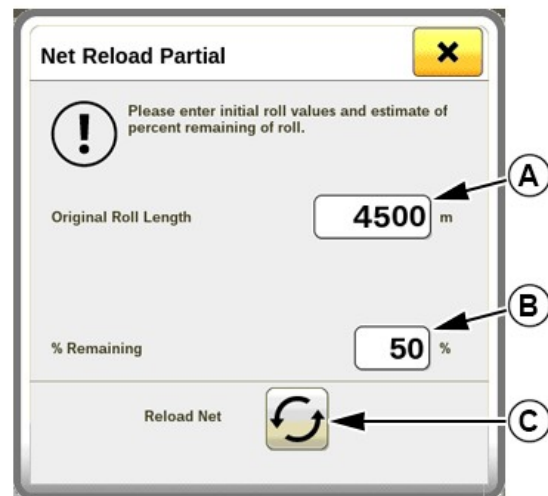 Net Reload Partial
Please enter initial roll values and estimate of
percent remaining of roll.
A
Original Roll Length 4500 m
B
% Remaining 50 %
Reload Net
C